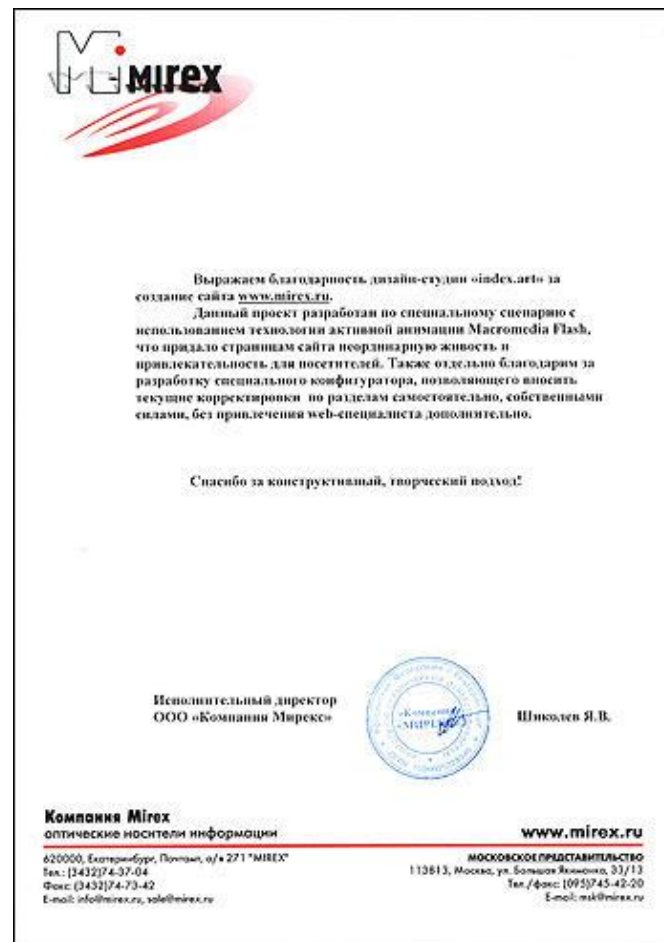 Mirex
Выражаем благодарность дизайн-студии «index.art» за
создание сайта www.mirex.ru.
Данный проект разработан по специальному сценарию с
использованием технологии активной анимации Macromedia Flash,
что придало страницам сайта неординарную живость и
привлекательность для посетителей. Также отдельно благодарим за
разработку специального конфигуратора, позволяющего вносить
текущие корректировки по разделам самостоятельно, собственными
силами, без привлечения web-специалиста дополнительно.
Спасибо за конструктивный, творческий подход!
Исполнительный директор
ООО «Компания Мирекс»
«Компания
«МИРЕКС»
Шиколев Я.В.
Компания Mirex
оптические носители информации
www.mirex.ru
620000, Екатеринбург, Почтамт, а/я 271 "MIREX"
Тел.: (3432)74-37-04
Факс: (3432)74-73-42
E-mail: info@mirex.ru, sale@mirex.ru
МОСКОВСКОЕ ПРЕДСТАВИТЕЛЬСТВО
113813, Москва, ул. Большая Якиманка, 33/13
Тел./факс: (095)745-42-20
E-mail: msk@mirex.ru